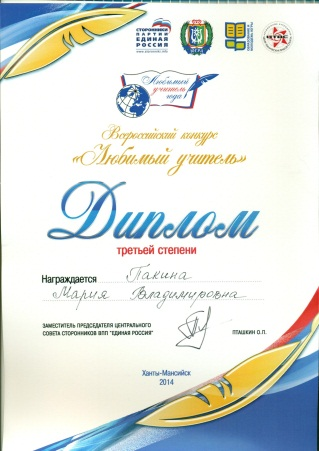 СТОРОННИКИ
ПАРТИИ
ЕДИНАЯ
РОССИЯ
Любимый
учитель
года
Всероссийский конкурс
«Любимый учитель»
Диплом
третьей степени
Награждается Пакина
Мария Владимировна
ЗАМЕСТИТЕЛЬ ПРЕДСЕДАТЕЛЯ ЦЕНТРАЛЬНОГО
СОВЕТА СТОРОННИКОВ ВПП "ЕДИНАЯ РОССИЯ"
ПТАШКИН О.П.
Ханты-Мансийск
2014